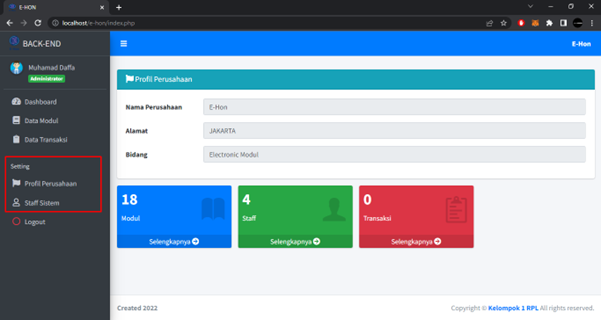 E-HON
localhost/e-hon/index.php
BACK-END
E-Hon
Muhamad Daffa
Administrator
Dashboard
Data Modul
Data Transaksi
Setting
Profil Perusahaan
Staff Sistem
Logout
Profil Perusahaan
Nama Perusahaan E-Hon
Alamat JAKARTA
Bidang Electronic Modul
18 4 0
Modul Staff Transaksi
Selengkapnya Selengkapnya Selengkapnya
Created 2022 Copyright © Kelompok 1 RPL All rights reserved.